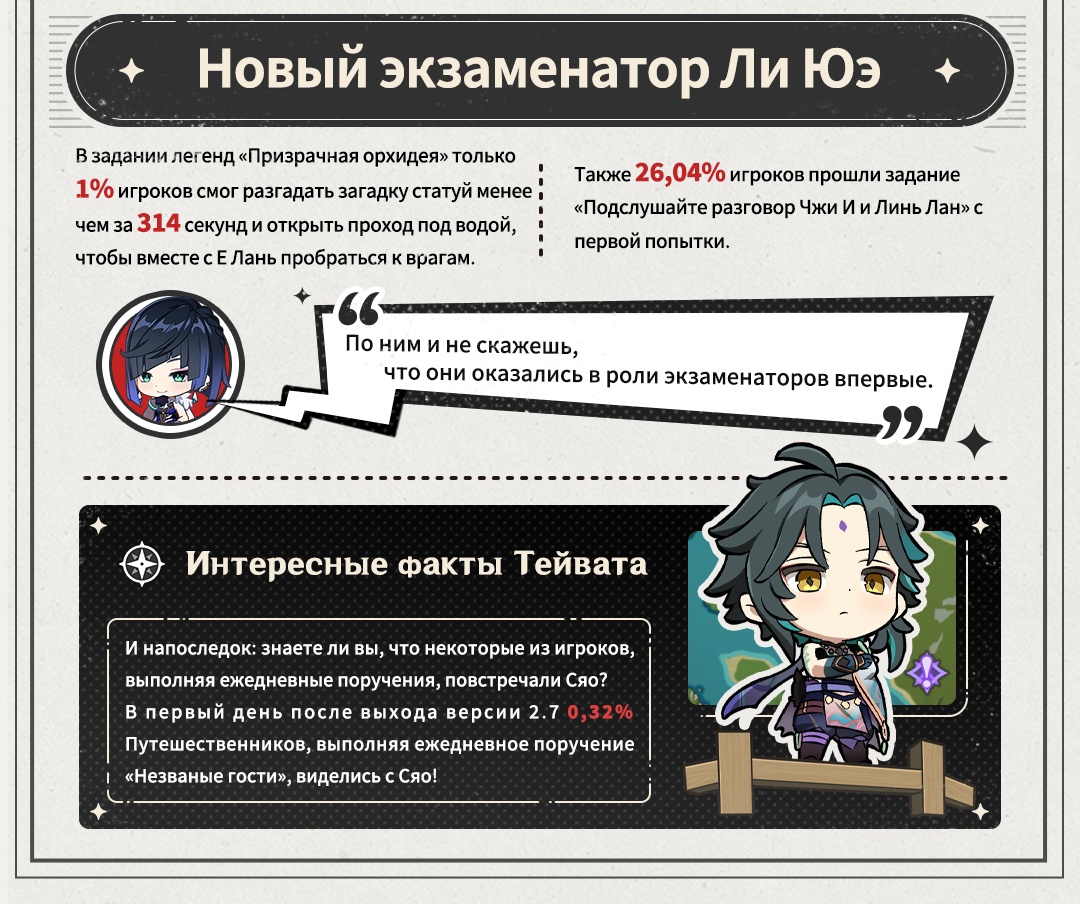 Новый экзаменатор Ли Юэ
В задании легенд «Призрачная орхидея» только
1% игроков смог разгадать загадку статуй менее
чем за 314 секунд и открыть проход под водой,
чтобы вместе с Е Лань пробраться к врагам.
Также 26,04% игроков прошли задание
«Подслушайте разговор Чжи И и Линь Лан» с
первой попытки.
“По ним и не скажешь,
что они оказались в роли экзаменаторов впервые.”
Интересные факты Тейвата
И напоследок: знаете ли вы, что некоторые из игроков,
выполняя ежедневные поручения, повстречали Сяо?
В первый день после выхода версии 2.7 0,32%
Путешественников, выполняя ежедневное поручение
«Незваные гости», виделись с Сяо!